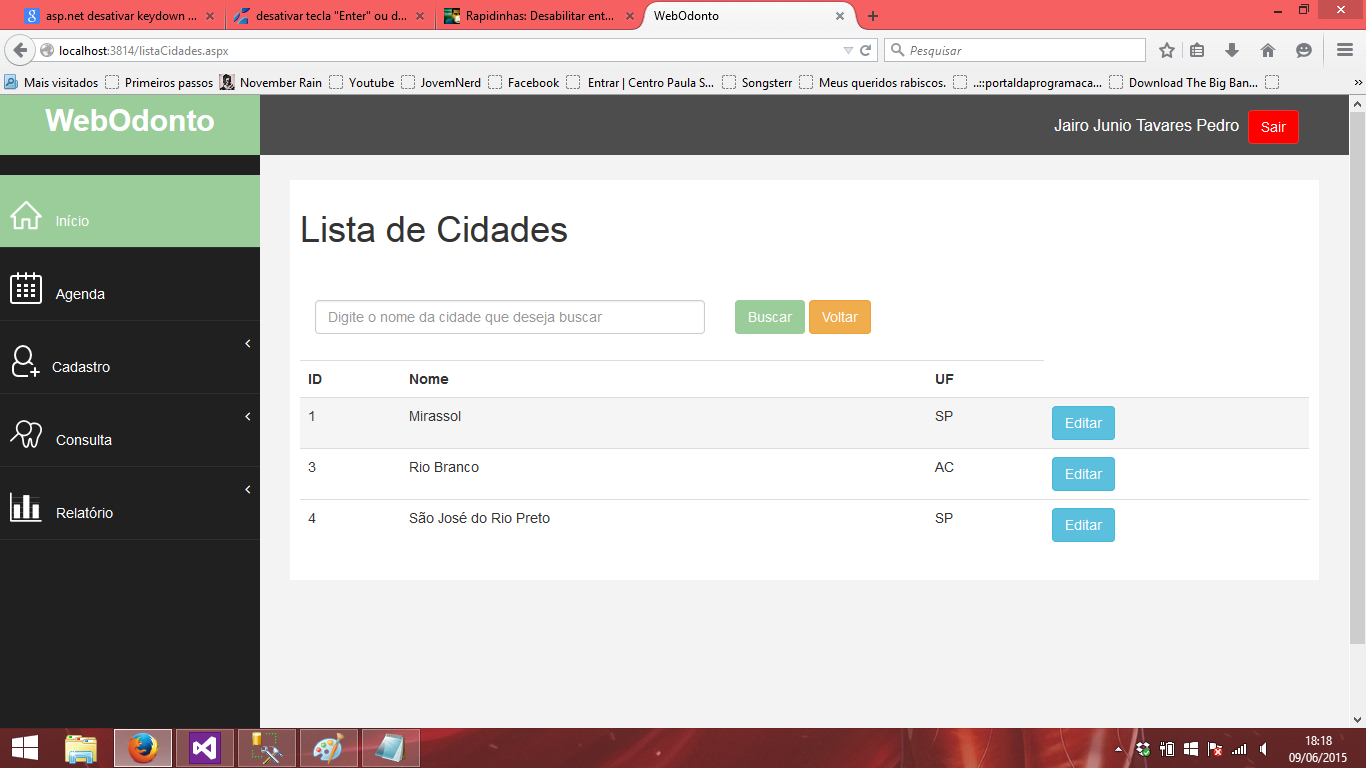 asp.net desativar keydown ...
desativar tecla "Enter" ou d...
Rapidinhas: Desabilitar ent...
WebOdonto
localhost:3814/listaCidades.aspx
Pesquisar
Mais visitados
Primeiros passos
November Rain
Youtube
JovemNerd
Facebook
Entrar | Centro Paula S...
Songsterr
Meus queridos rabiscos.
..::portaldaprogramaca...
Download The Big Ban...
WebOdonto
Jairo Junio Tavares Pedro
Sair
Início
Agenda
Cadastro
Consulta
Relatório
Lista de Cidades
Digite o nome da cidade que deseja buscar
Buscar
Voltar
ID Nome UF
1 Mirassol SP Editar
3 Rio Branco AC Editar
4 São José do Rio Preto SP Editar
18:18
09/06/2015